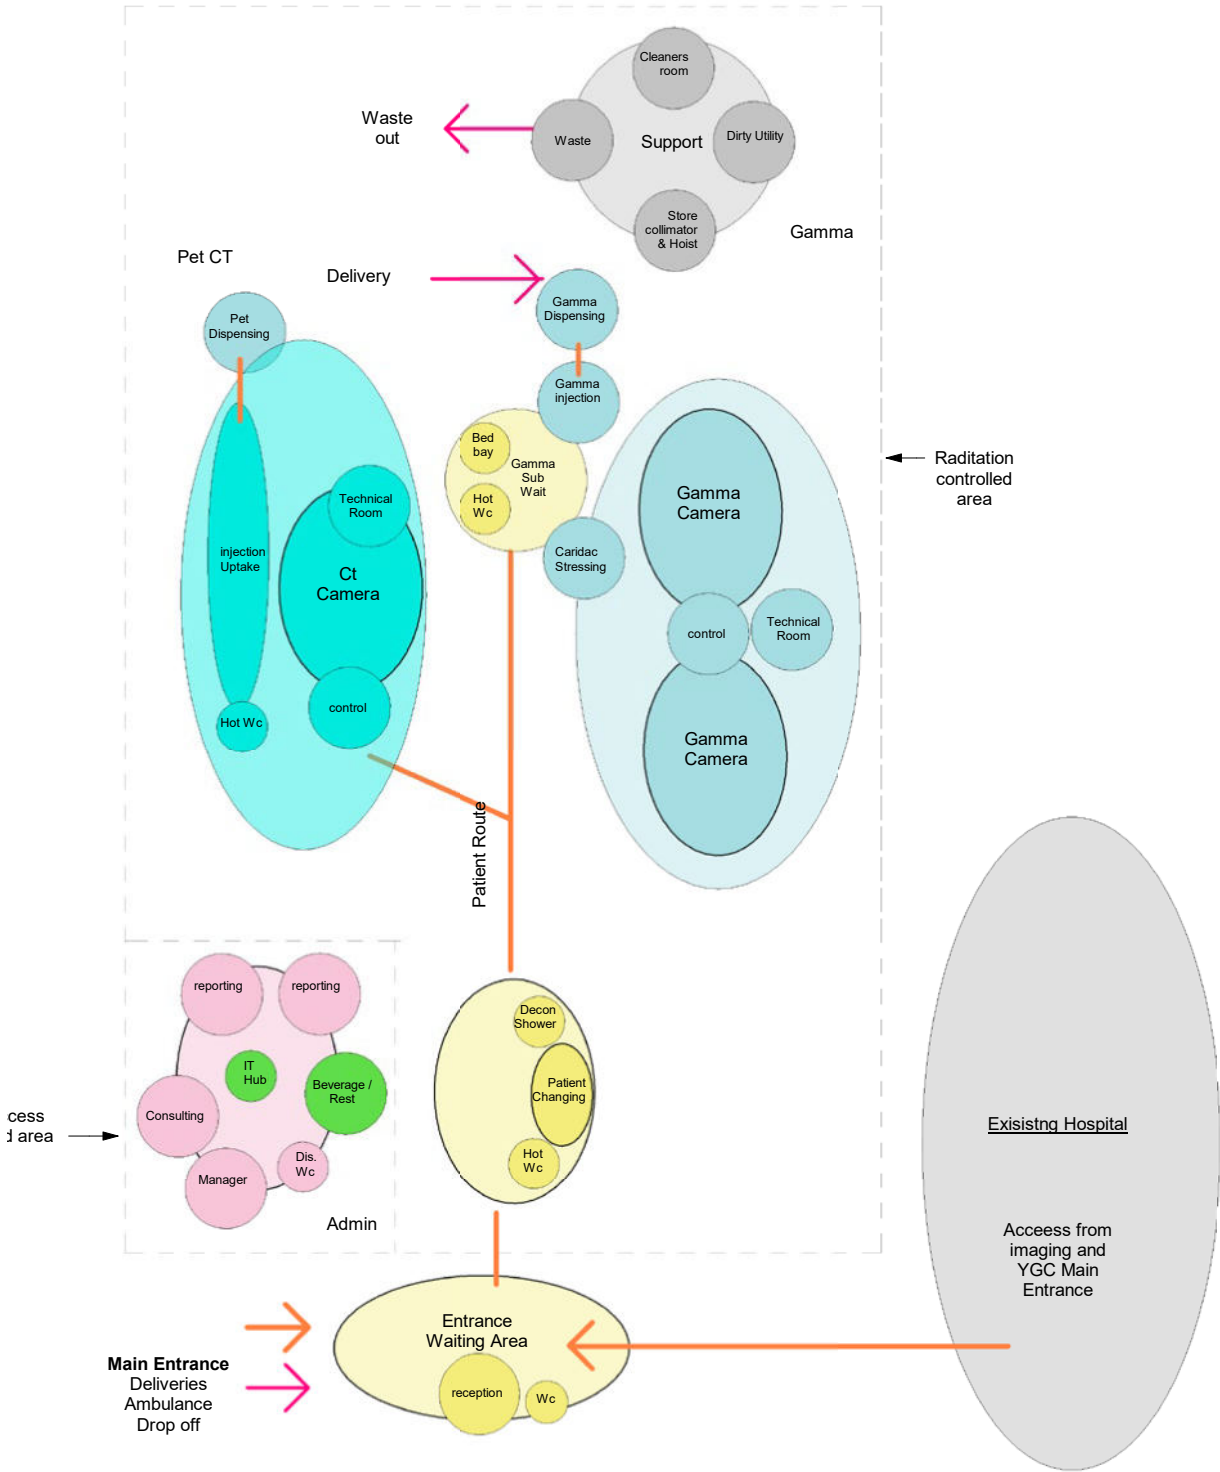 Cleaners
room
Waste
out
Waste
Support
Dirty Utility
Store
collimator
& Hoist
Gamma
Pet CT
Delivery
Gamma
Dispensing
Pet
Dispensing
Gamma
injection
Bed
bay
Gamma
Sub
Wait
Hot
Wc
Raditation
controlled
area
Technical
Room
Gamma
Camera
injection
Uptake
Ct
Camera
Caridac
Stressing
control
Technical
Room
control
Hot Wc
Gamma
Camera
Patient Route
reporting
reporting
Decon
Shower
IT
Hub
Beverage /
Rest
Patient
Changing
Consulting
cess
d area
Exisistng Hospital
Dis.
Wc
Hot
Wc
Manager
Admin
Acceess from
imaging and
YGC Main
Entrance
Entrance
Waiting Area
Main Entrance
Deliveries
Ambulance
Drop off
reception
Wc